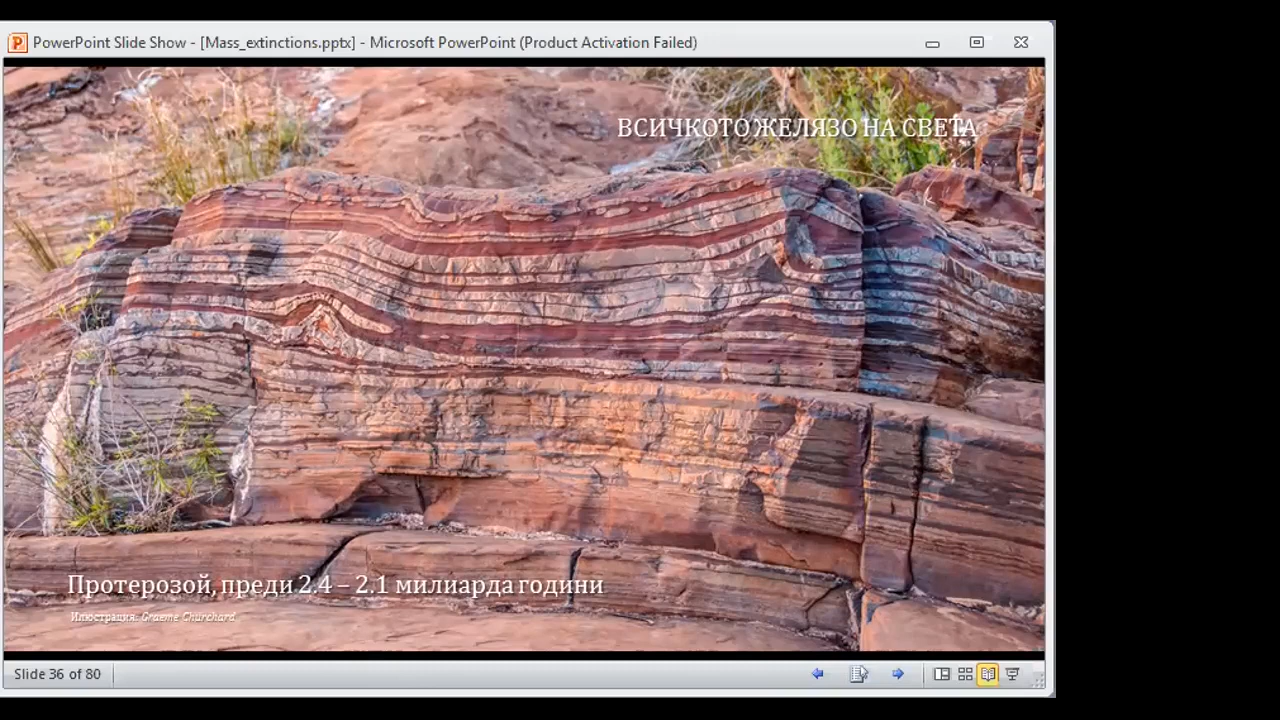 PowerPoint Slide Show - [Mass_extinctions.pptx] - Microsoft PowerPoint (Product Activation Failed)
ВСИЧКОТО ЖЕЛЯЗО НА СВЕТА
Протерозой, преди 2.4 – 2.1 милиарда години
Илюстрация: Graeme Churchard
Slide 36 of 80